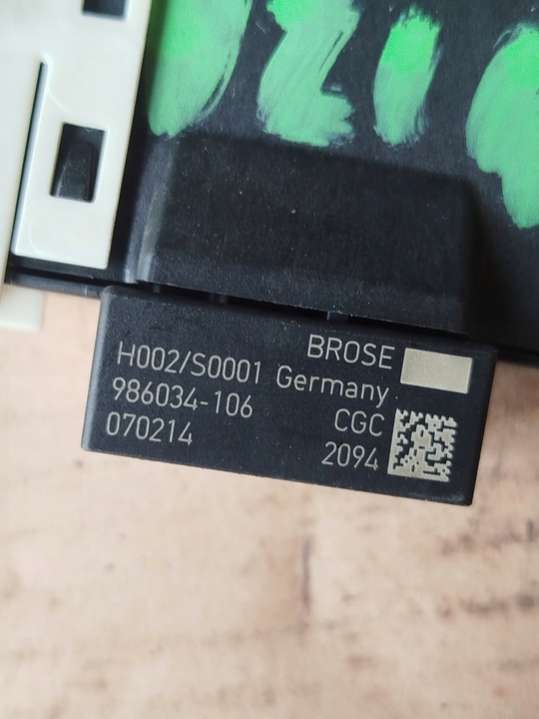 BROSE
H002/S0001 Germany
986034-106 CGC
070214 2094